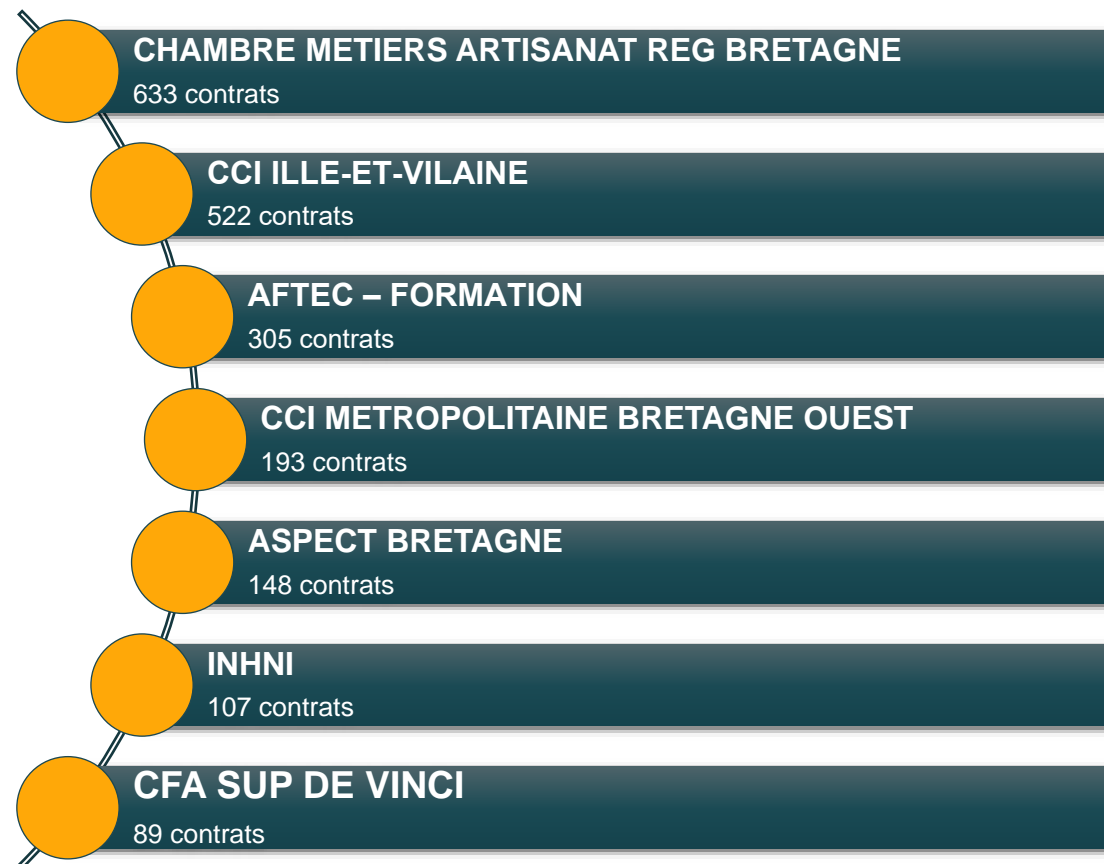 CHAMBRE METIERS ARTISANAT REG BRETAGNE
633 contrats
CCI ILLE-ET-VILAINE
522 contrats
AFTEC – FORMATION
305 contrats
CCI METROPOLITAINE BRETAGNE OUEST
193 contrats
ASPECT BRETAGNE
148 contrats
INHNI
107 contrats
CFA SUP DE VINCI
89 contrats